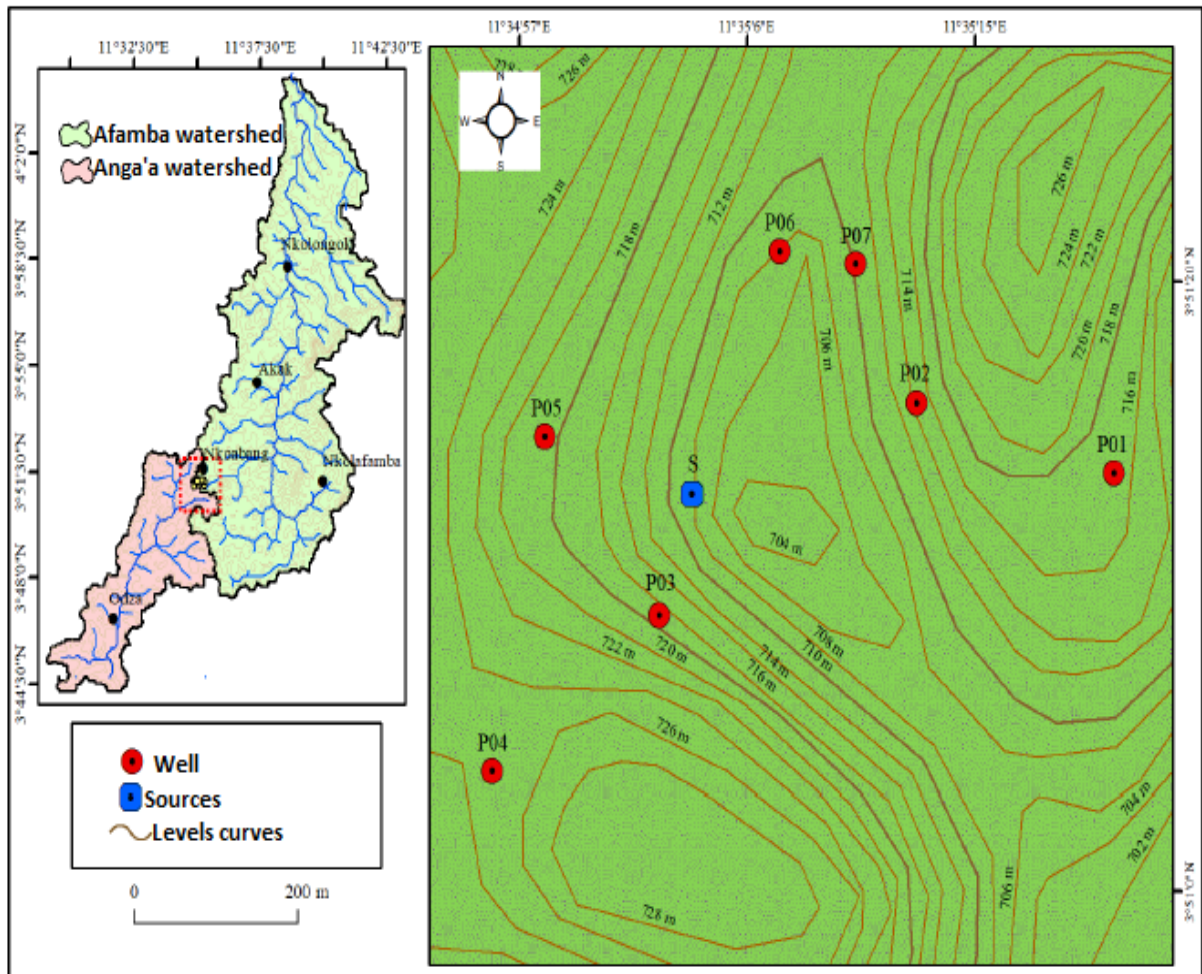 11°32'30"E 11°37'30"E 11°42'30"E
11°34'57"E 11°35'6"E 11°35'15"E
4°2'0"N
3°58'30"N
3°55'0"N
3°51'30"N
3°48'0"N
3°44'30"N
Afamba watershed
Anga'a watershed
Nkolongok
Akak
Nkoabang
Nkolafamba
Odza
Well
Sources
Levels curves
0 200 m
N
W E
S
726 m
724 m
718 m
712 m
P06
P07
714 m
706 m
726 m
724 m
722 m
720 m
718 m
716 m
P02
P05
P01
S
704 m
P03
708 m
710 m
714 m
716 m
720 m
722 m
726 m
P04
728 m
706 m
704 m
702 m
3°51'20"N
3°51'0"N